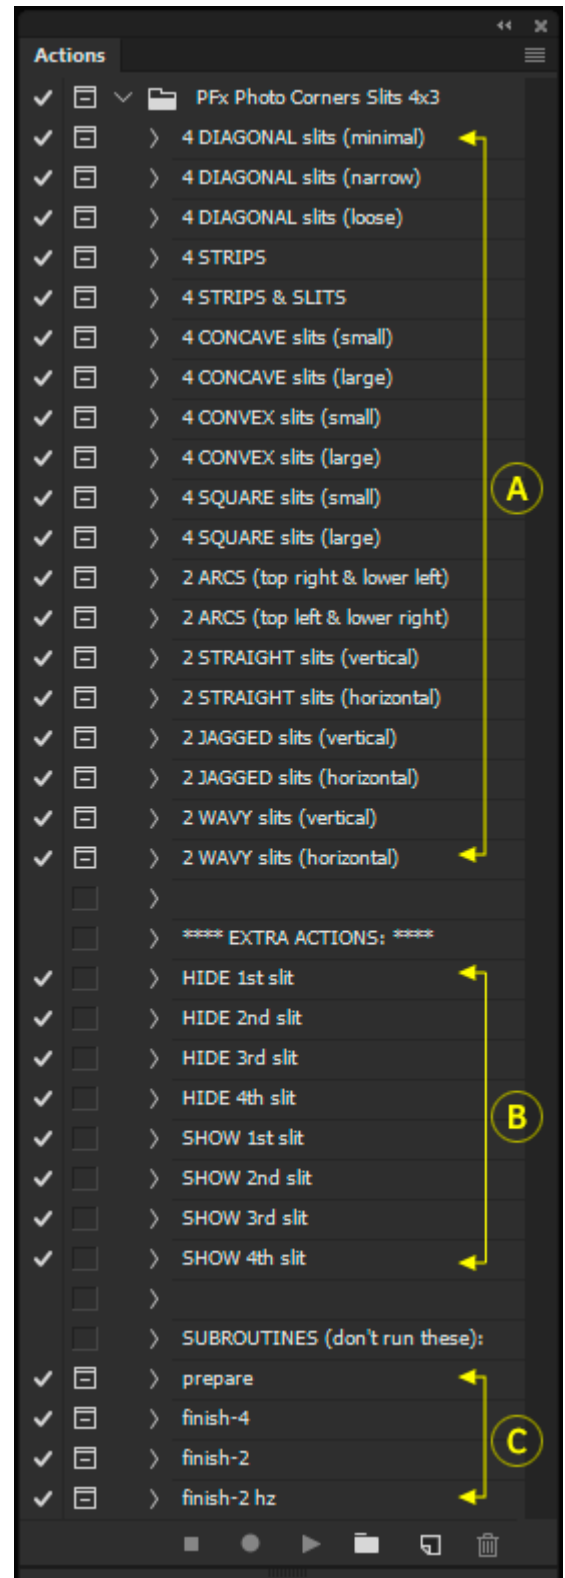 Actions
PFx Photo Corners Slits 4x3
4 DIAGONAL slits (minimal)
4 DIAGONAL slits (narrow)
4 DIAGONAL slits (loose)
4 STRIPS
4 STRIPS & SLITS
4 CONCAVE slits (small)
4 CONCAVE slits (large)
4 CONVEX slits (small)
4 CONVEX slits (large)
4 SQUARE slits (small)
A
4 SQUARE slits (large)
2 ARCS (top right & lower left)
2 ARCS (top left & lower right)
2 STRAIGHT slits (vertical)
2 STRAIGHT slits (horizontal)
2 JAGGED slits (vertical)
2 JAGGED slits (horizontal)
2 WAVY slits (vertical)
2 WAVY slits (horizontal)
**** EXTRA ACTIONS: ****
HIDE 1st slit
HIDE 2nd slit
HIDE 3rd slit
HIDE 4th slit
B
SHOW 1st slit
SHOW 2nd slit
SHOW 3rd slit
SHOW 4th slit
SUBROUTINES (don't run these):
prepare
finish-4
C
finish-2
finish-2 hz